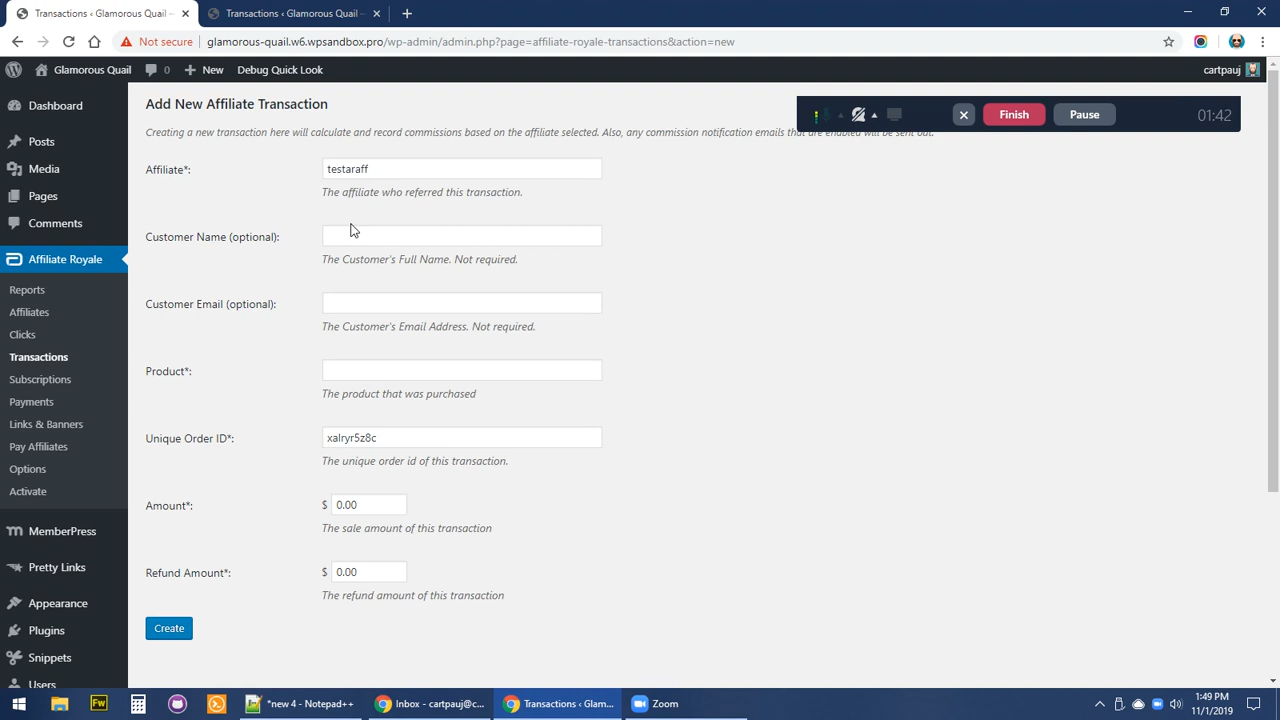 Transactions ‹ Glamorous Quail —
Transactions ‹ Glamorous Quail —
Not secure
glamorous-quail.w6.wpsandbox.pro/wp-admin/admin.php?page=affiliate-royale-transactions&action=new
Glamorous Quail
0
New
Debug Quick Look
cartpauj
Dashboard
Posts
Media
Pages
Comments
Affiliate Royale
Reports
Affiliates
Clicks
Transactions
Subscriptions
Payments
Links & Banners
Pay Affiliates
Options
Activate
MemberPress
Pretty Links
Appearance
Plugins
Snippets
Users
Add New Affiliate Transaction
Finish
Pause
01:42
Creating a new transaction here will calculate and record commissions based on the affiliate selected. Also, any commission notification emails that are enabled will be sent out.
Affiliate*:
testaraff
The affiliate who referred this transaction.
Customer Name (optional):
The Customer's Full Name. Not required.
Customer Email (optional):
The Customer's Email Address. Not required.
Product*:
The product that was purchased
Unique Order ID*:
xalryr5z8c
The unique order id of this transaction.
Amount*:
$ 0.00
The sale amount of this transaction
Refund Amount*:
$ 0.00
The refund amount of this transaction
Create
Fw
*new 4 - Notepad++
Inbox - cartpauj@c...
Transactions ‹ Glam...
Zoom
1:49 PM
11/1/2019